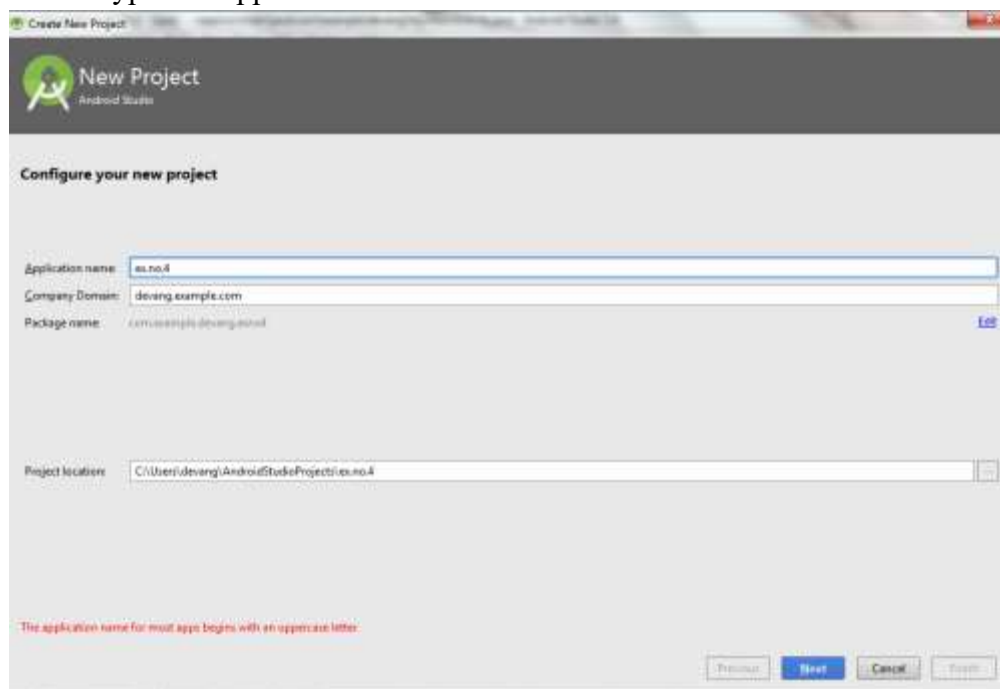 Create New Project
New Project
Android Studio
Configure your new project
Application name:
ex.no.4
Company Domain:
devang.example.com
Package name:
Edit
Project location:
C:\Users\devang\AndroidStudioProjects\ex.no.4
The application name for most apps begins with an uppercase letter
Previous
Next
Cancel
Finish